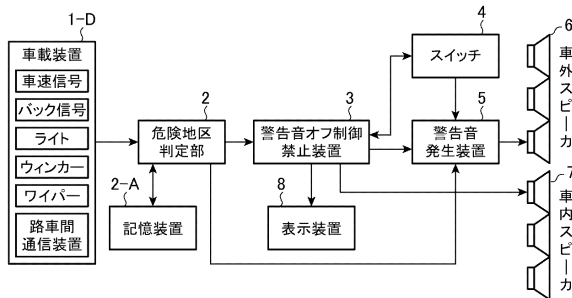 1-D
車載装置
車速信号
バック信号
ライト
ウィンカー
ワイパー
路車間
通信装置
2
危険地区
判定部
2-A
記憶装置
3
警告音オフ制御
禁止装置
8
表示装置
4
スイッチ
5
警告音
発生装置
6
車外スピーカ
7
車内スピーカ